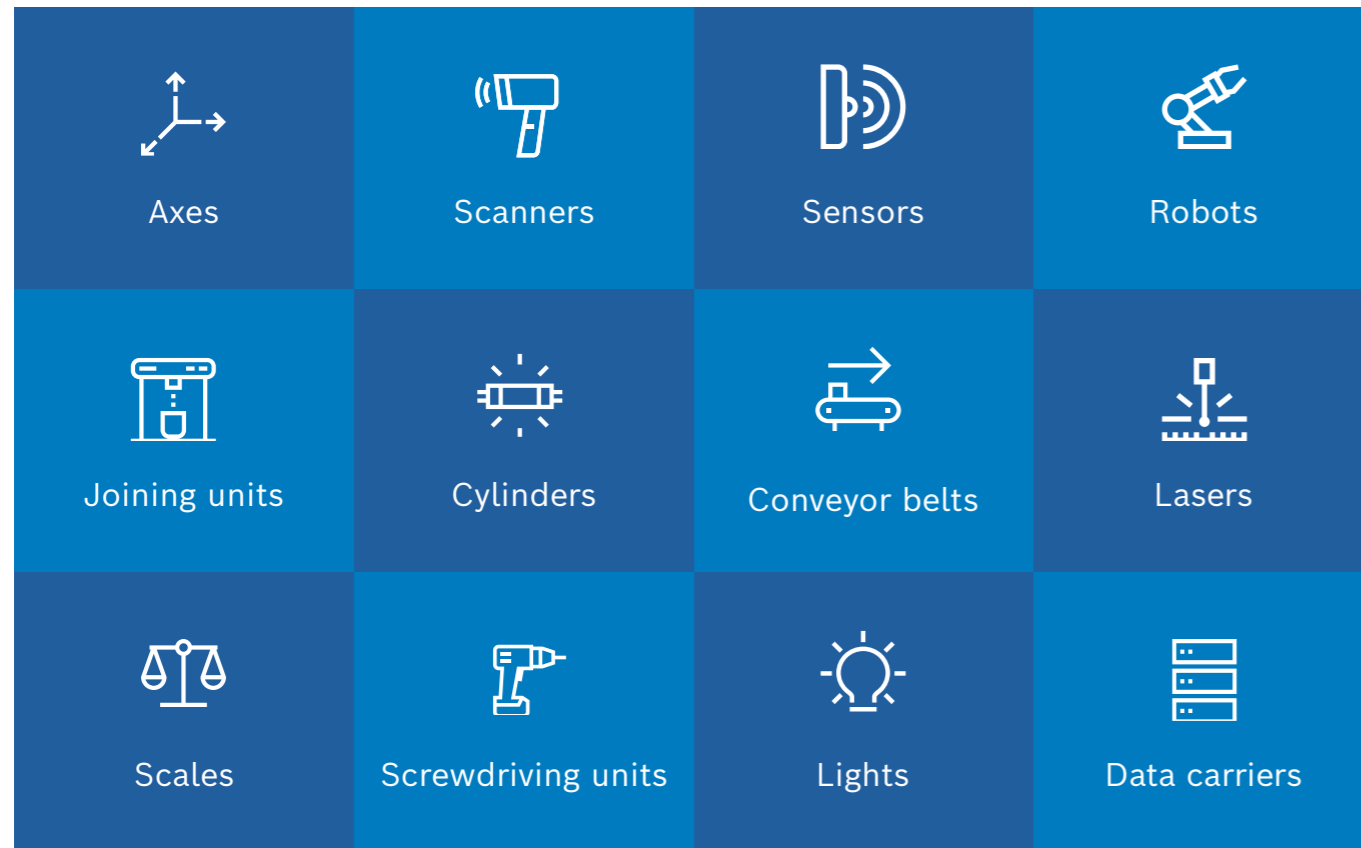 Axes
Scanners
Sensors
Robots
Joining units
Cylinders
Conveyor belts
Lasers
Scales
Screwdriving units
Lights
Data carriers